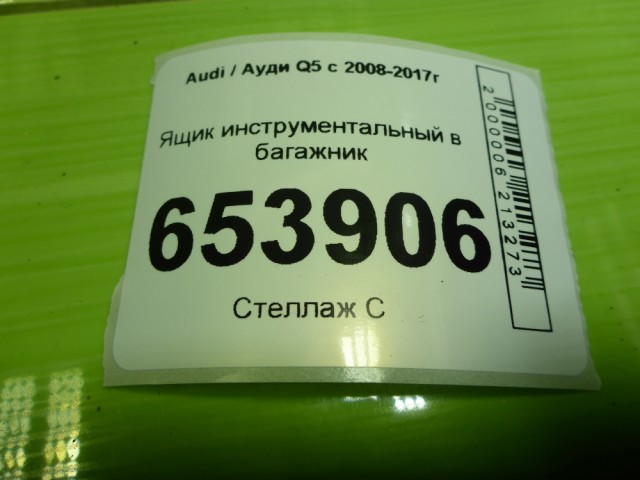 Audi / Ауди Q5 с 2008-2017г
Ящик инструментальный в
багажник
653906
Стеллаж С
2000006213273